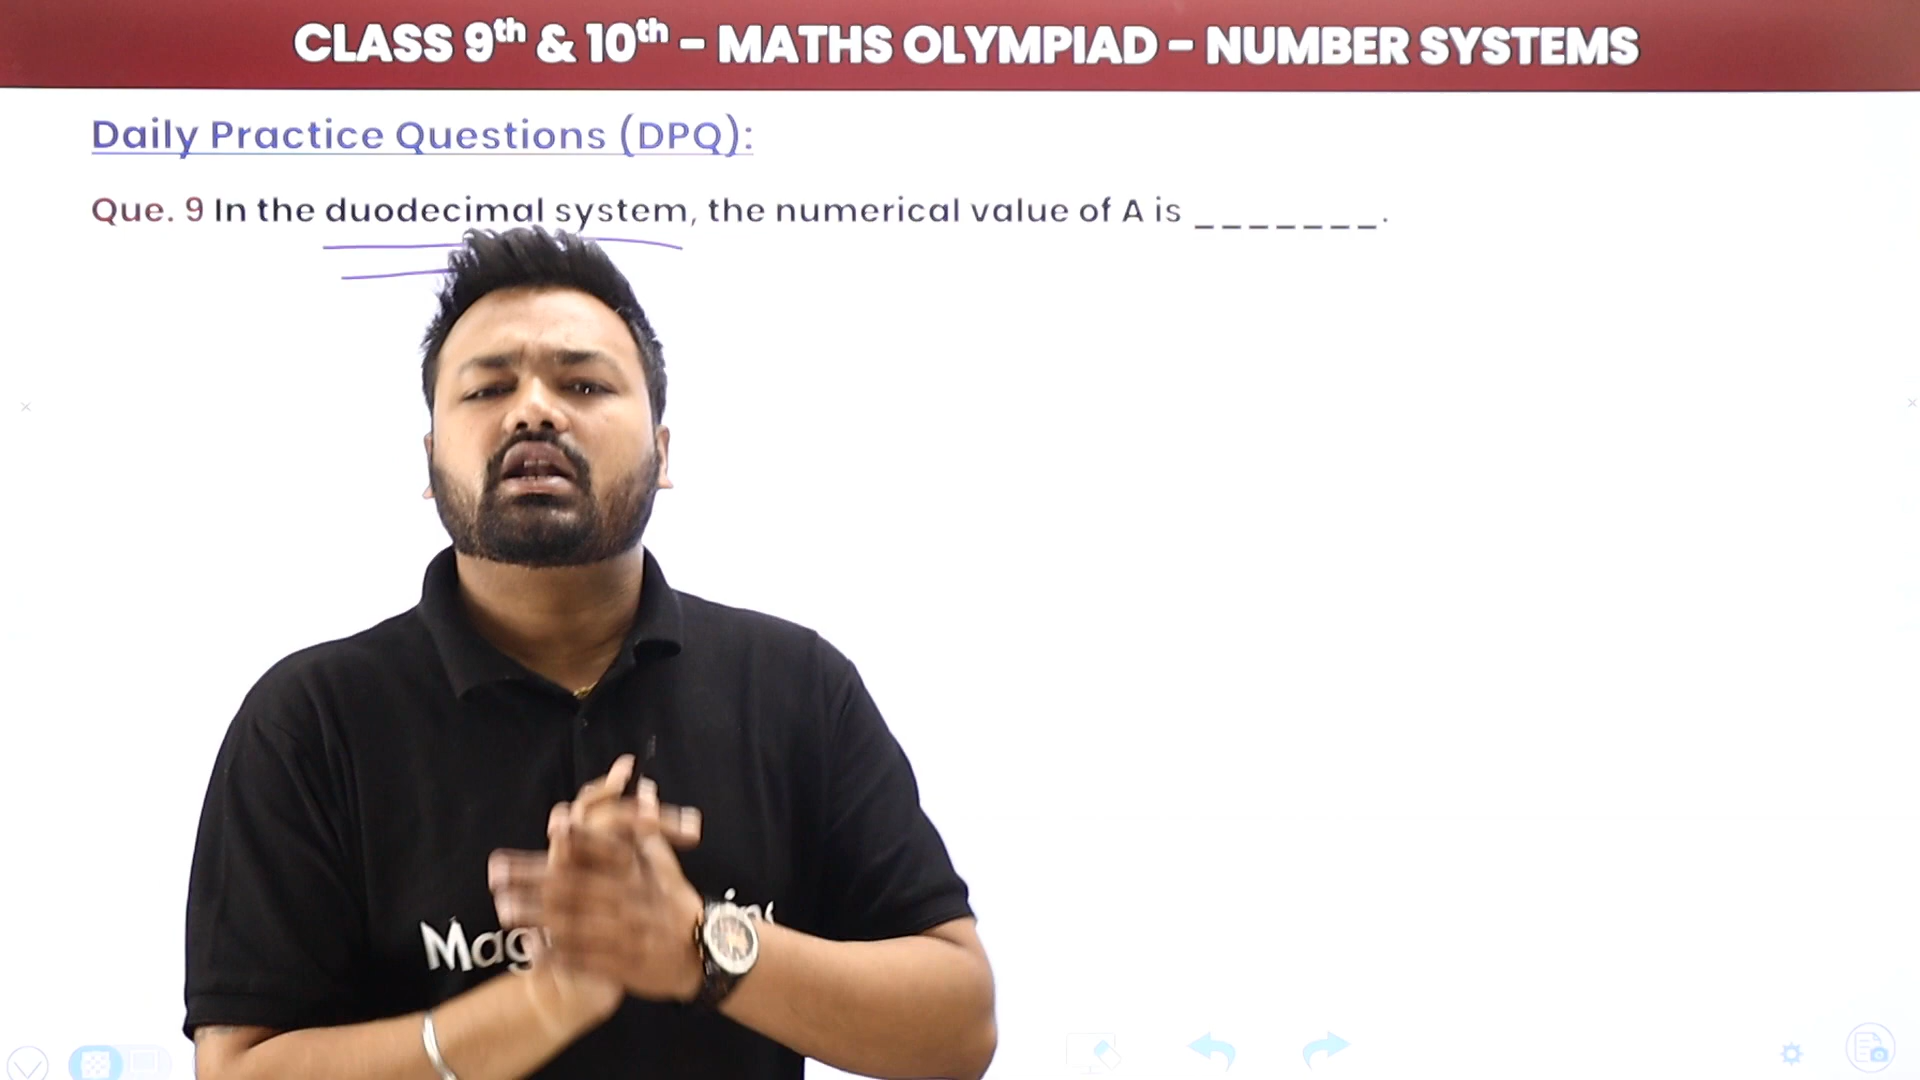 CLASS 9th & 10th - MATHS OLYMPIAD - NUMBER SYSTEMS
Daily Practice Questions (DPQ):
Que. 9 In the duodecimal system, the numerical value of A is _______.